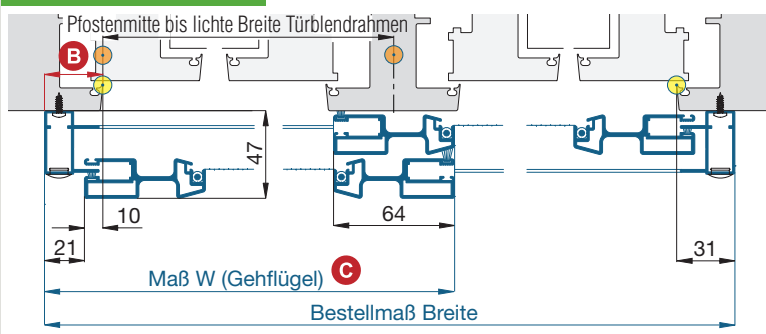 Pfostenmitte bis lichte Breite Türblendrahmen
B
47
10
64
21
31
Maß W (Gehflügel) C
Bestellmaß Breite